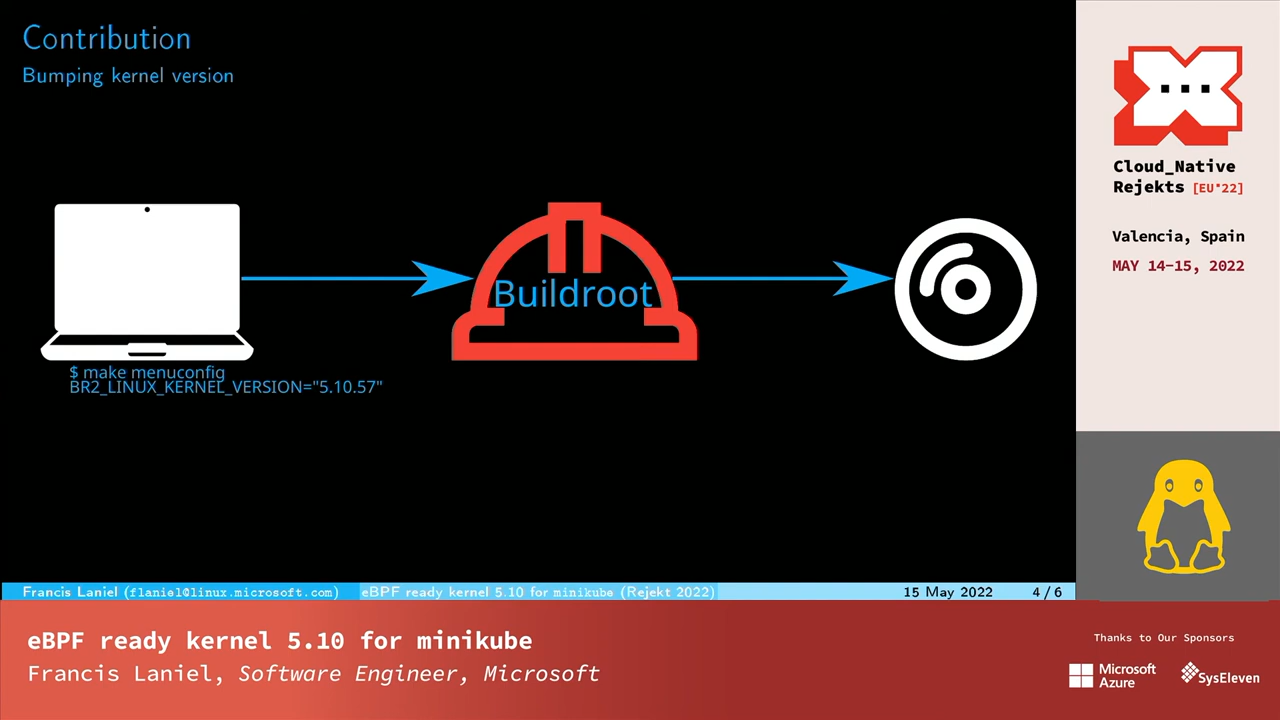 Contribution
Bumping kernel version
Buildroot
$ make menuconfig
BR2_LINUX_KERNEL_VERSION="5.10.57"
Francis Laniel (flaniel@linux.microsoft.com)
eBPF ready kernel 5.10 for minikube (Rejekt 2022)
15 May 2022
4 / 6
Cloud_Native
Rejekts [EU*22]
Valencia, Spain
MAY 14-15, 2022
eBPF ready kernel 5.10 for minikube
Francis Laniel, Software Engineer, Microsoft
Thanks to Our Sponsors
Microsoft
Azure
SysEleven